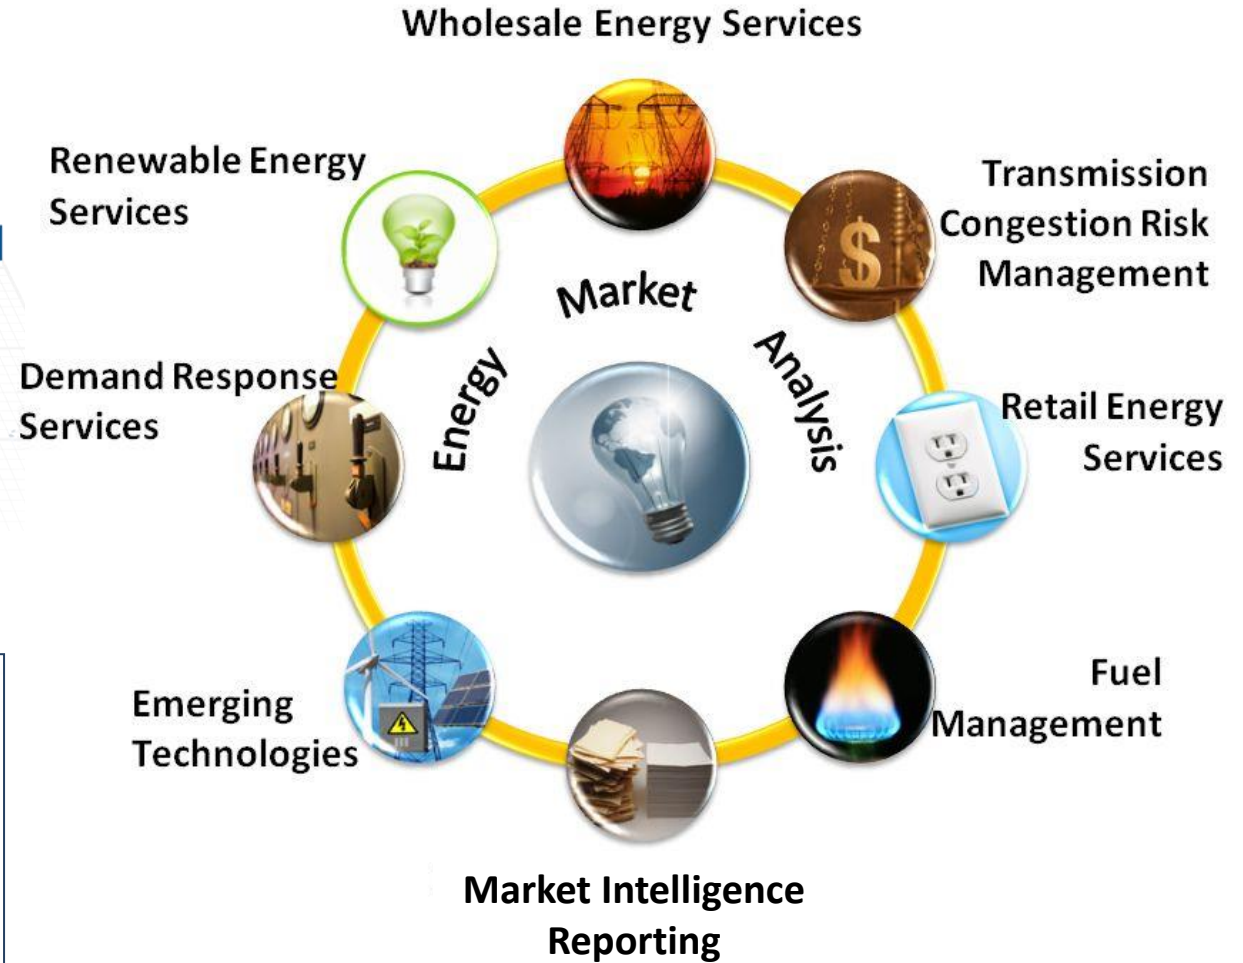 Wholesale Energy Services
Renewable Energy
Services
Transmission
Congestion Risk
Management
Energy Market Analysis
Demand Response
Services
Retail Energy
Services
$
Emerging
Technologies
Fuel
Management
Market Intelligence
Reporting